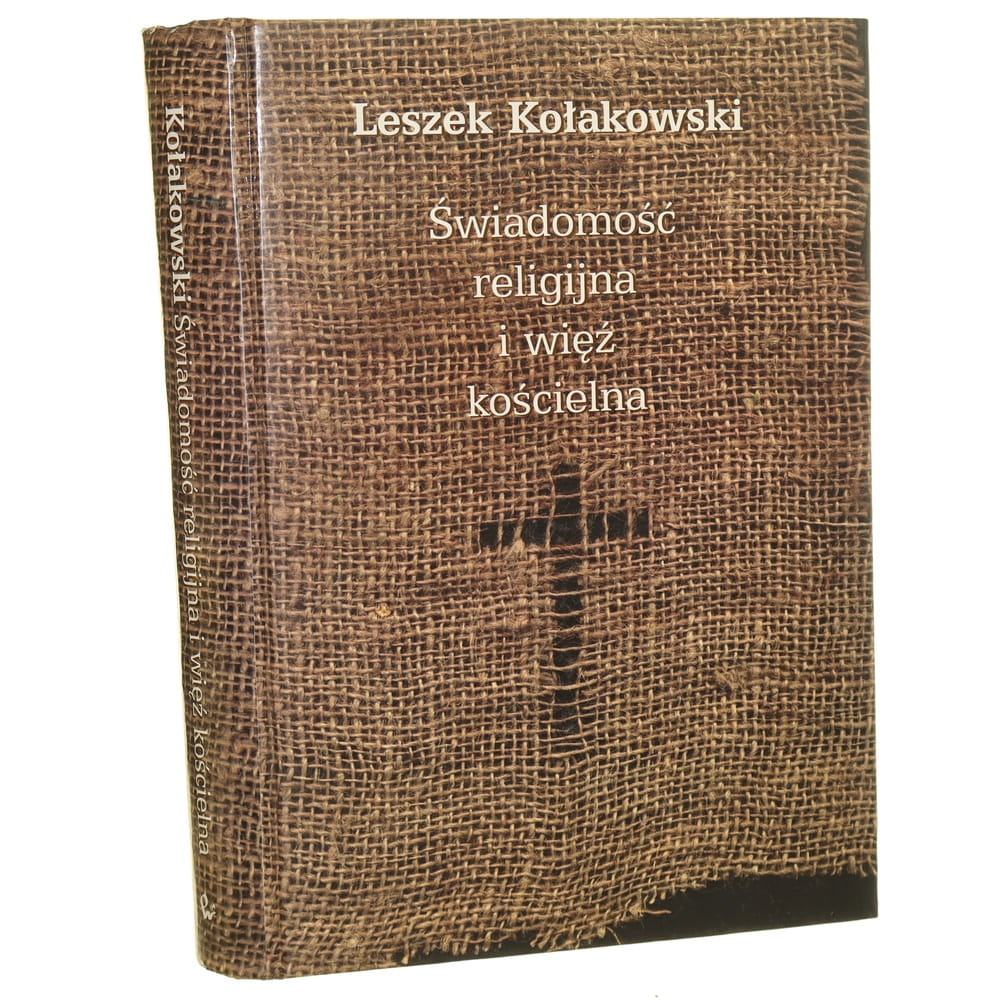 Leszek Kołakowski
Świadomość
religijna
i więź
kościelna
Kołakowski Świadomość religijna i więź kościelna